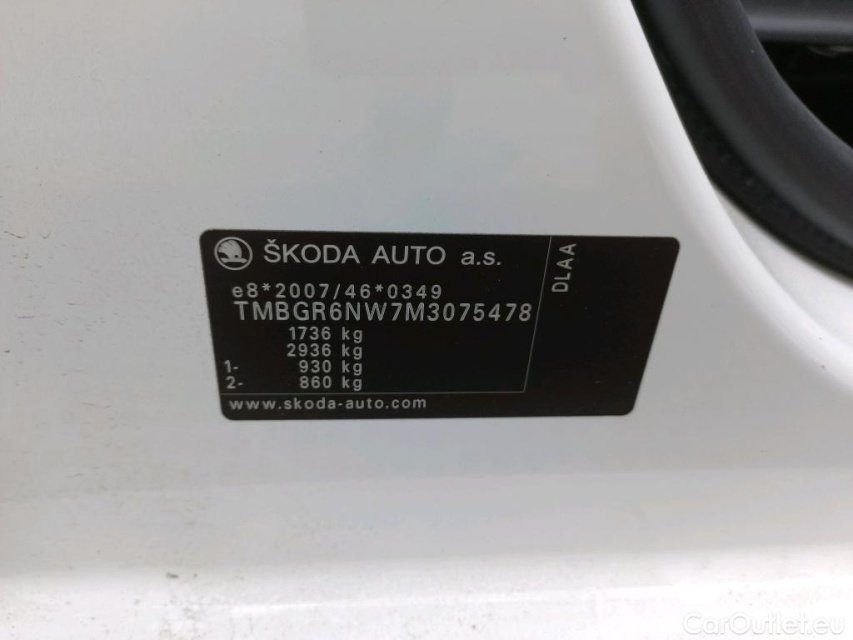 ŠKODA AUTO a.s.
DLAA
e8*2007/46*0349
TMBGR6NW7M3075478
1736 kg
2936 kg
1- 930 kg
2- 860 kg
www.skoda-auto.com
CarOutlet.eu